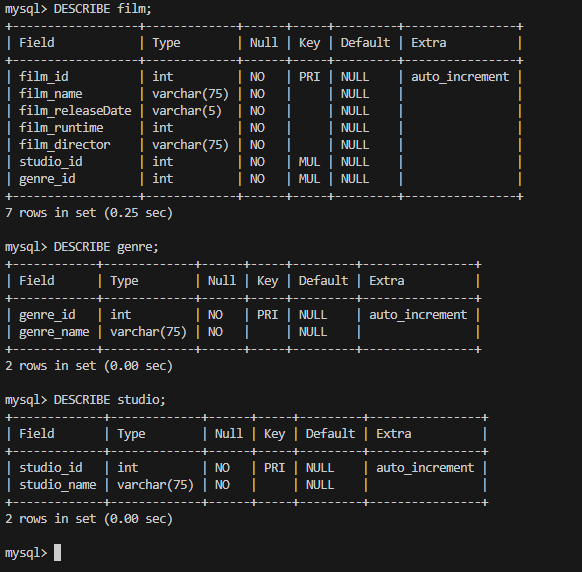 mysql> DESCRIBE film;
+------------------+-------------+------+-----+---------+----------------+
| Field            | Type        | Null | Key | Default | Extra          |
+------------------+-------------+------+-----+---------+----------------+
| film_id          | int         | NO   | PRI | NULL    | auto_increment |
| film_name        | varchar(75) | NO   |     | NULL    |                |
| film_releaseDate | varchar(5)  | NO   |     | NULL    |                |
| film_runtime     | int         | NO   |     | NULL    |                |
| film_director    | varchar(75) | NO   |     | NULL    |                |
| studio_id        | int         | NO   | MUL | NULL    |                |
| genre_id         | int         | NO   | MUL | NULL    |                |
+------------------+-------------+------+-----+---------+----------------+
7 rows in set (0.25 sec)

mysql> DESCRIBE genre;
+------------+-------------+------+-----+---------+----------------+
| Field      | Type        | Null | Key | Default | Extra          |
+------------+-------------+------+-----+---------+----------------+
| genre_id   | int         | NO   | PRI | NULL    | auto_increment |
| genre_name | varchar(75) | NO   |     | NULL    |                |
+------------+-------------+------+-----+---------+----------------+
2 rows in set (0.00 sec)

mysql> DESCRIBE studio;
+-------------+-------------+------+-----+---------+----------------+
| Field       | Type        | Null | Key | Default | Extra          |
+-------------+-------------+------+-----+---------+----------------+
| studio_id   | int         | NO   | PRI | NULL    | auto_increment |
| studio_name | varchar(75) | NO   |     | NULL    |                |
+-------------+-------------+------+-----+---------+----------------+
2 rows in set (0.00 sec)

mysql>